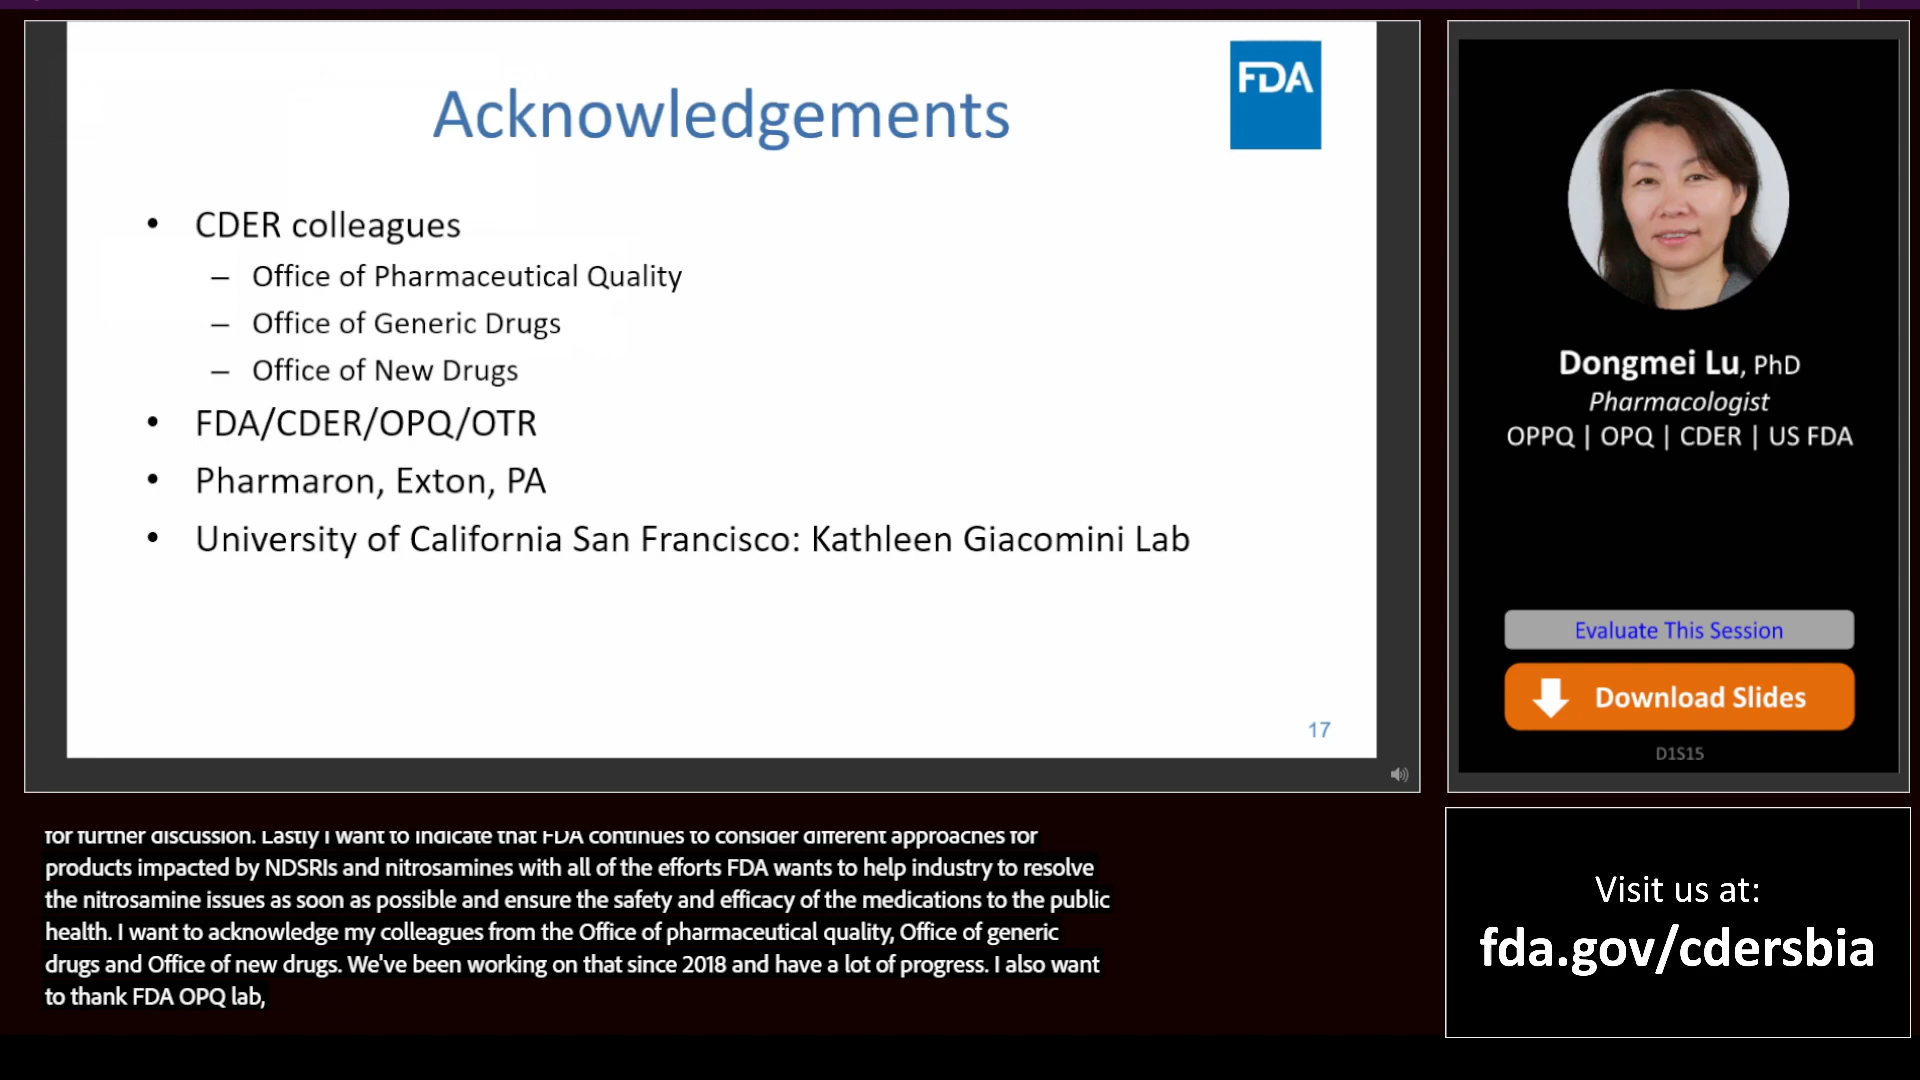 FDA
Acknowledgements
• CDER colleagues
– Office of Pharmaceutical Quality
– Office of Generic Drugs
– Office of New Drugs
• FDA/CDER/OPQ/OTR
• Pharmaron, Exton, PA
• University of California San Francisco: Kathleen Giacomini Lab
17
Dongmei Lu, PhD
Pharmacologist
OPPQ | OPQ | CDER | US FDA
Evaluate This Session
Download Slides
D1S15
for further discussion. Lastly I want to indicate that FDA continues to consider different approaches for
products impacted by NDSRIs and nitrosamines with all of the efforts FDA wants to help industry to resolve
the nitrosamine issues as soon as possible and ensure the safety and efficacy of the medications to the public
health. I want to acknowledge my colleagues from the Office of pharmaceutical quality, Office of generic
drugs and Office of new drugs. We've been working on that since 2018 and have a lot of progress. I also want
to thank FDA OPQ lab,
Visit us at:
fda.gov/cdersbia